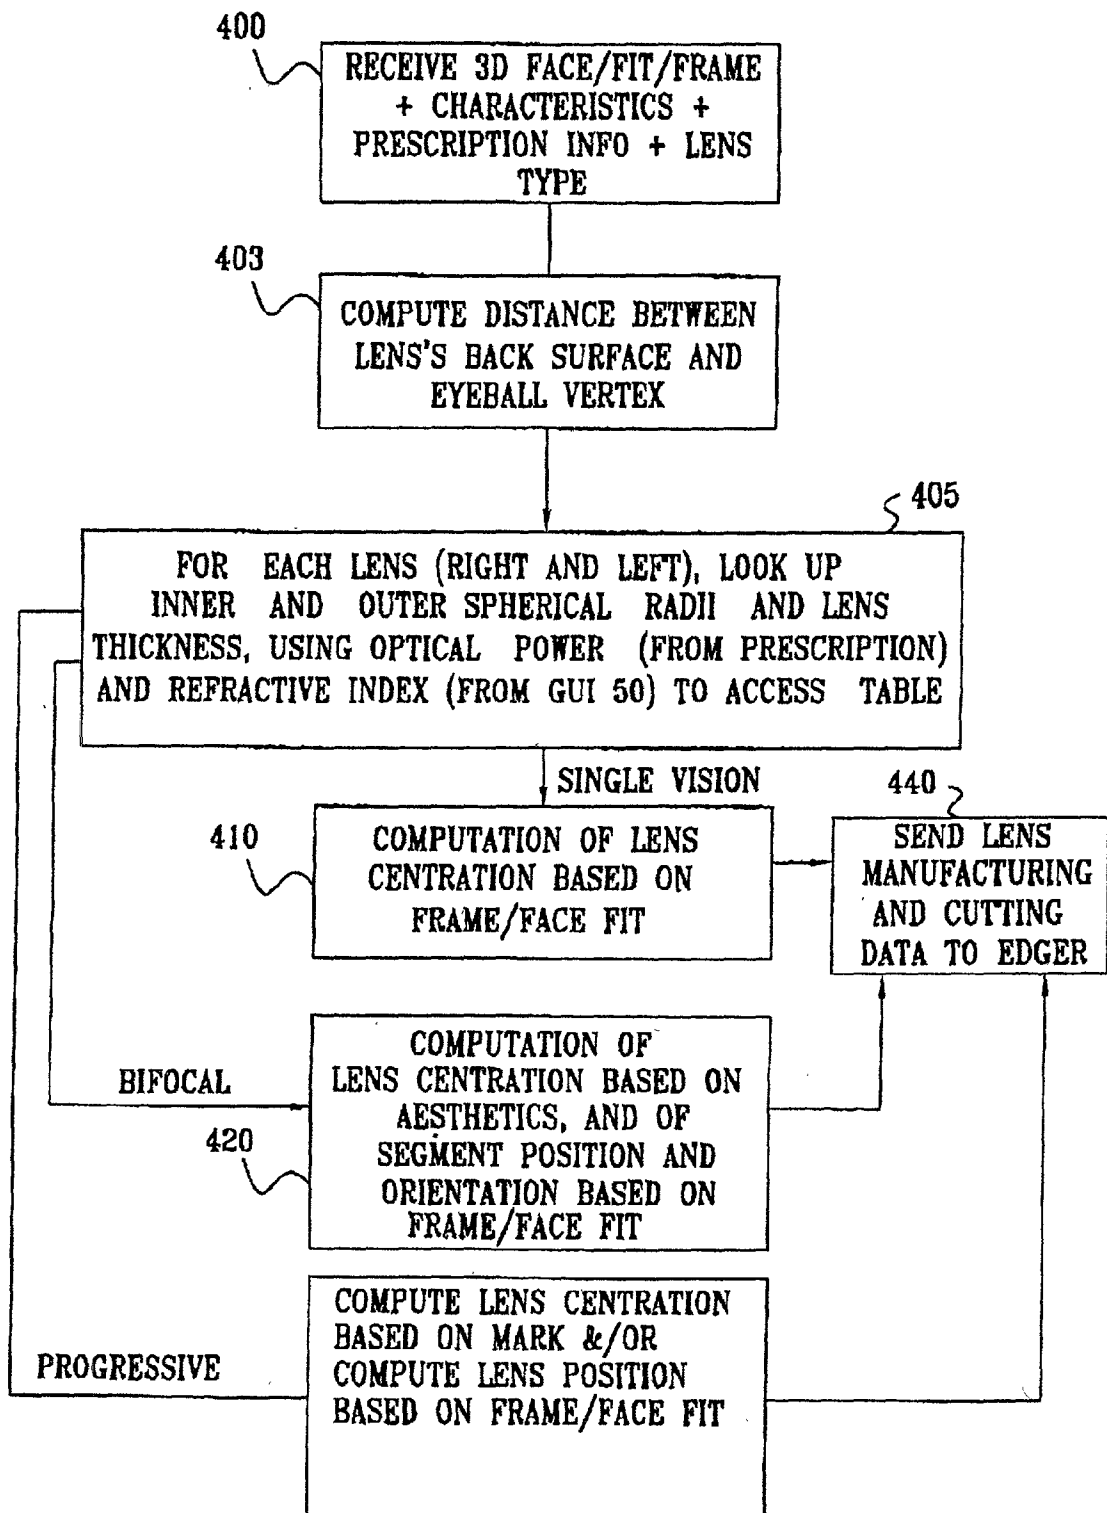 400
RECEIVE 3D FACE/FIT/FRAME
+ CHARACTERISTICS +
PRESCRIPTION INFO + LENS
TYPE
403
COMPUTE DISTANCE BETWEEN
LENS'S BACK SURFACE AND
EYEBALL VERTEX
405
FOR EACH LENS (RIGHT AND LEFT), LOOK UP
INNER AND OUTER SPHERICAL RADII AND LENS
THICKNESS, USING OPTICAL POWER (FROM PRESCRIPTION)
AND REFRACTIVE INDEX (FROM GUI 50) TO ACCESS TABLE
SINGLE VISION
410
COMPUTATION OF LENS
CENTRATION BASED ON
FRAME/FACE FIT
440
SEND LENS
MANUFACTURING
AND CUTTING
DATA TO EDGER
BIFOCAL
420
COMPUTATION OF
LENS CENTRATION BASED ON
AESTHETICS, AND OF
SEGMENT POSITION AND
ORIENTATION BASED ON
FRAME/FACE FIT
PROGRESSIVE
COMPUTE LENS CENTRATION
BASED ON MARK &/OR
COMPUTE LENS POSITION
BASED ON FRAME/FACE FIT